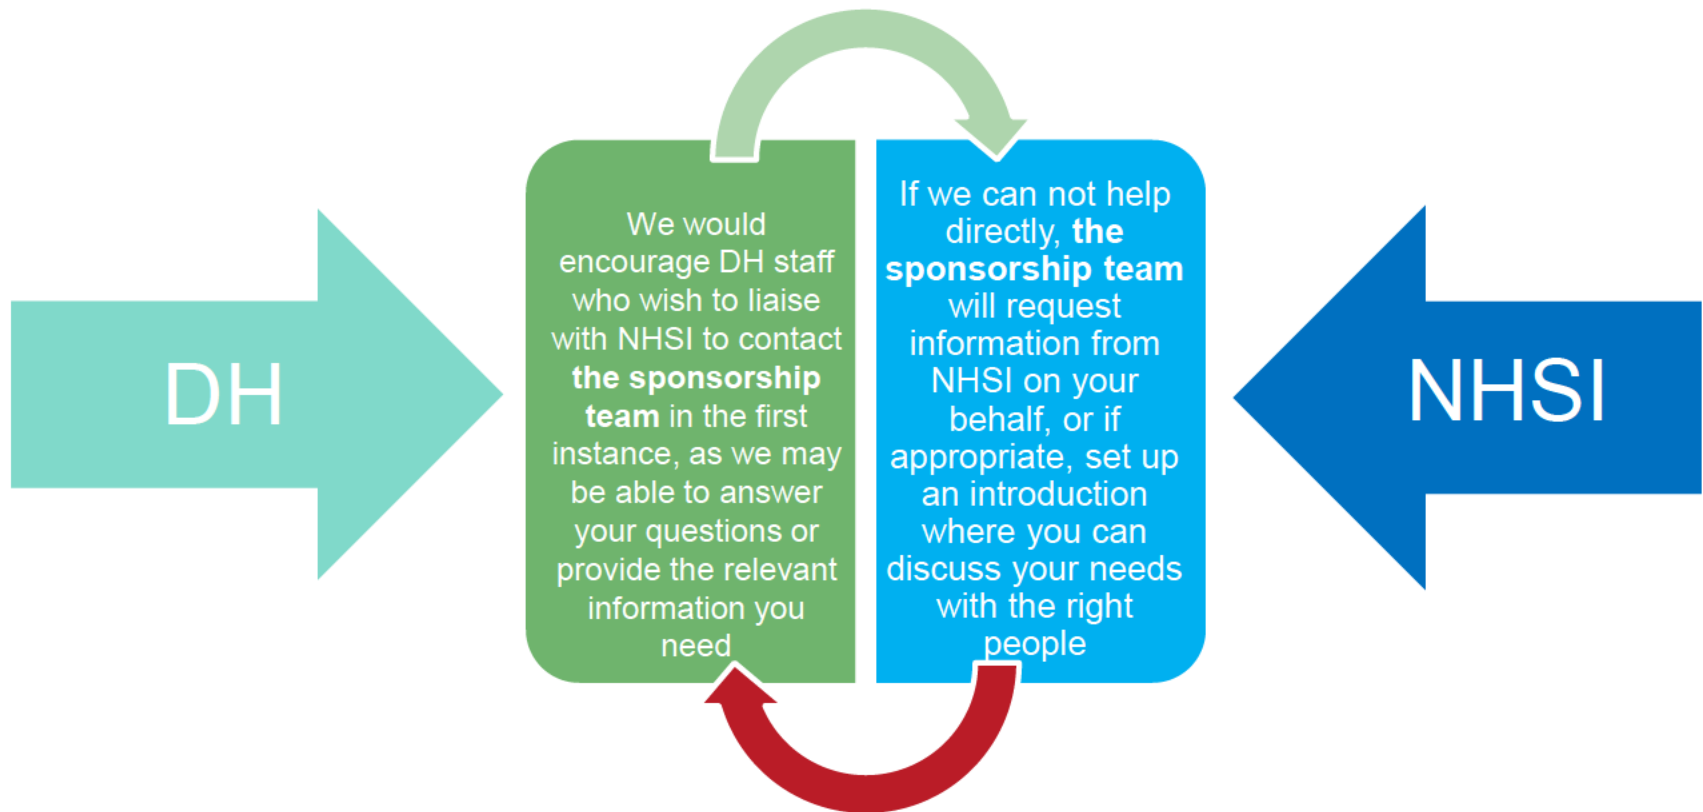 DH
We would
encourage DH staff
who wish to liaise
with NHSI to contact
the sponsorship
team in the first
instance, as we may
be able to answer
your questions or
provide the relevant
information you
need
If we can not help
directly, the
sponsorship team
will request
information from
NHSI on your
behalf, or if
appropriate, set up
an introduction
where you can
discuss your needs
with the right
people
NHSI